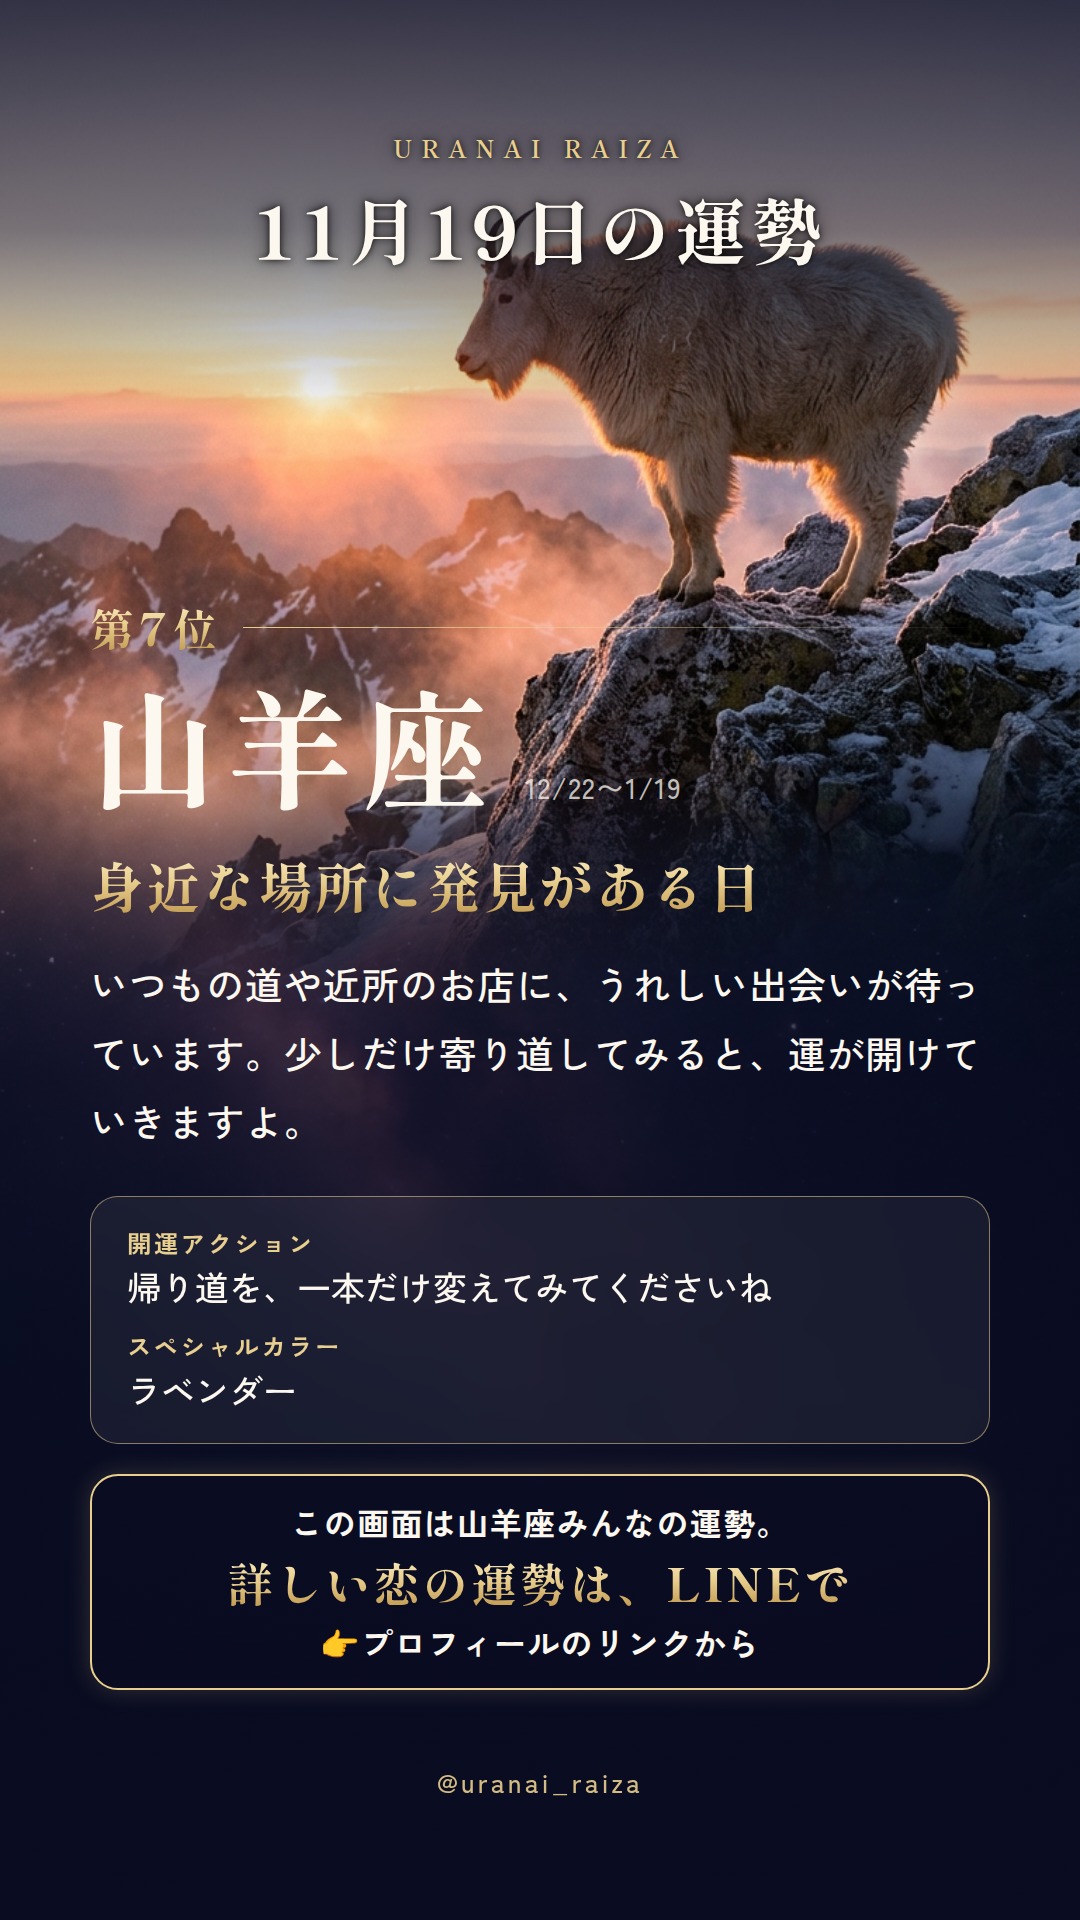 URANAI RAIZA
11月19日の運勢
第7位
山羊座 12/22〜1/19
身近な場所に発見がある日
いつもの道や近所のお店に、うれしい出会いが待っ
ています。少しだけ寄り道してみると、運が開けて
いきますよ。
開運アクション
帰り道を、一本だけ変えてみてくださいね
スペシャルカラー
ラベンダー
この画面は山羊座みんなの運勢。
詳しい恋の運勢は、LINEで
👉プロフィールのリンクから
@uranai_raiza